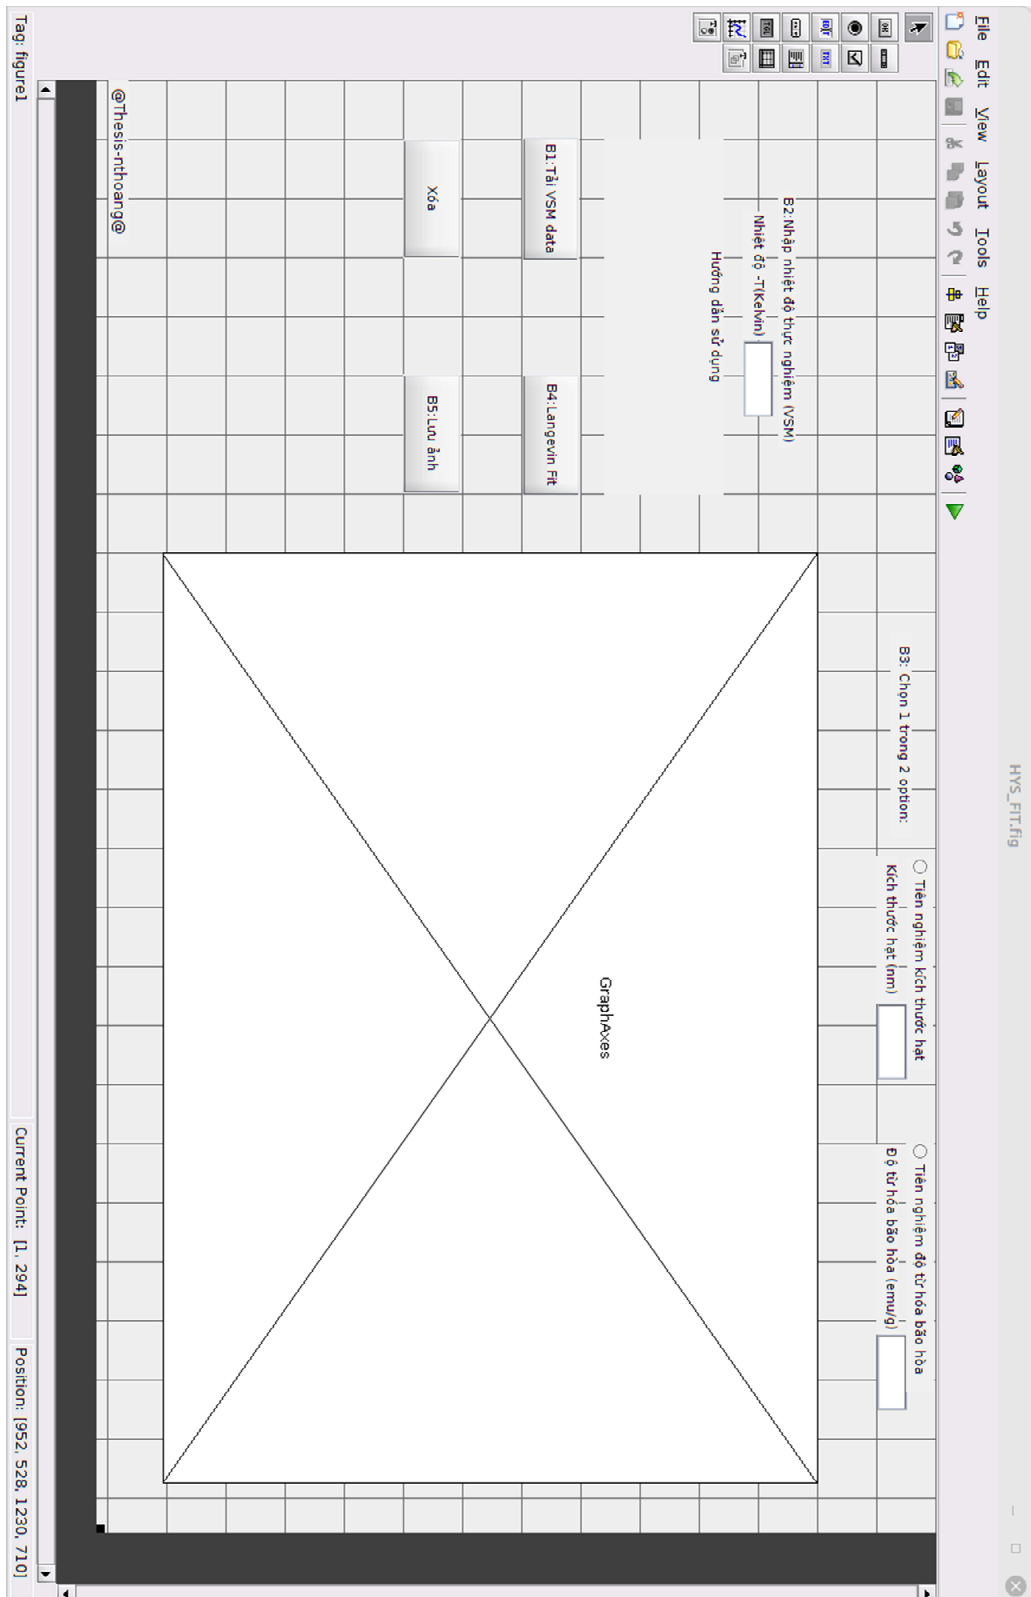 HYS_FIT.fig
File Edit View Layout Tools Help
B3: Chọn 1 trong 2 option:
Tiên nghiệm kích thước hạt
Kích thước hạt (nm)
Tiên nghiệm độ từ hóa bão hòa
Độ từ hóa bão hòa (emu/g)
B2:Nhập nhiệt độ thực nghiệm (VSM)
Nhiệt độ -T(Kelvin)
Hướng dẫn sử dụng
B1:Tải VSM data
B4:Langevin Fit
Xóa
B5:Lưu ảnh
GraphAxes
@Thesis-nthoang@
Tag: figure1
Current Point: [1, 294]
Position: [952, 528, 1230, 710]